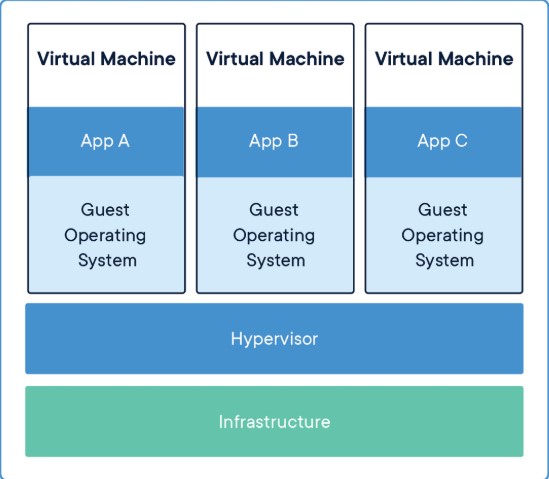 Virtual Machine
Virtual Machine
Virtual Machine
App A
App B
App C
Guest
Operating
System
Guest
Operating
System
Guest
Operating
System
Hypervisor
Infrastructure